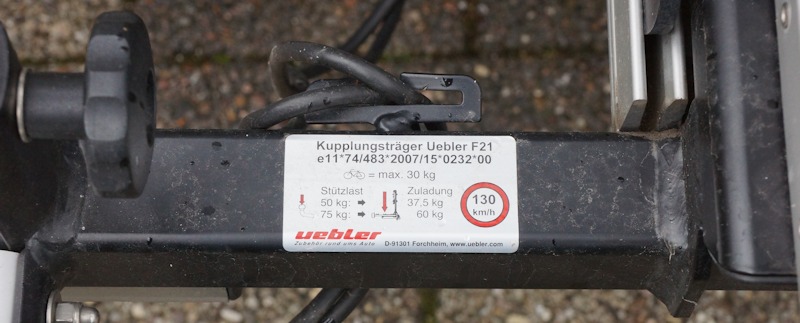 Kupplungsträger Uebler F21
e11*74/483*2007/15*0232*00
= max. 30 kg
Stützlast Zuladung
50 kg: 37,5 kg
75 kg: 60 kg
130
km/h
uebler
Zubehör rund ums Auto D-91301 Forchheim, www.uebler.com